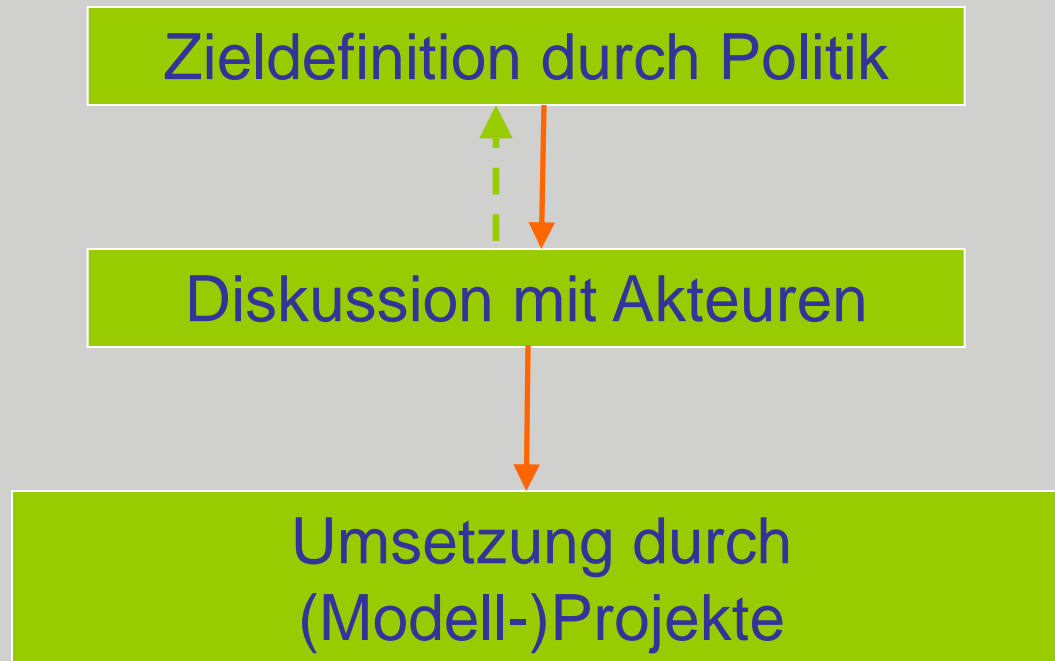 Zieldefinition durch Politik
Diskussion mit Akteuren
Umsetzung durch
(Modell-)Projekte